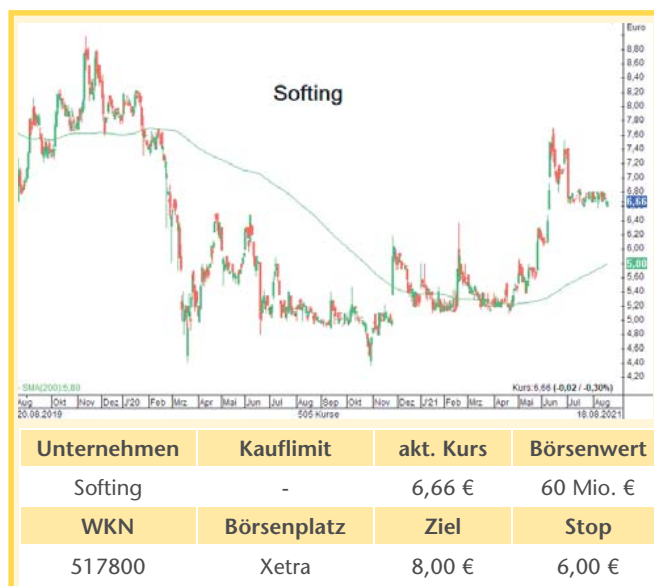 Euro
8,80
8,60
8,40
8,20
8,00
7,80
7,60
7,40
7,20
7,00
6,80
6,66
6,40
6,20
6,00
5,80
5,60
5,40
5,20
5,00
4,80
4,60
4,40
4,20
Softing
SMA(200):5,80
Kurs:6,66 (-0,02 / -0,30%)
Aug Okt Nov Dez J'20 Feb Mrz Apr Mai Jun Jul Aug Sep Okt Nov Dez J'21 Feb Mrz Apr Mai Jun Jul Aug
20.08.2019 505 Kurse 18.08.2021
Unternehmen Kauflimit akt. Kurs Börsenwert
Softing - 6,66 € 60 Mio. €
WKN Börsenplatz Ziel Stop
517800 Xetra 8,00 € 6,00 €